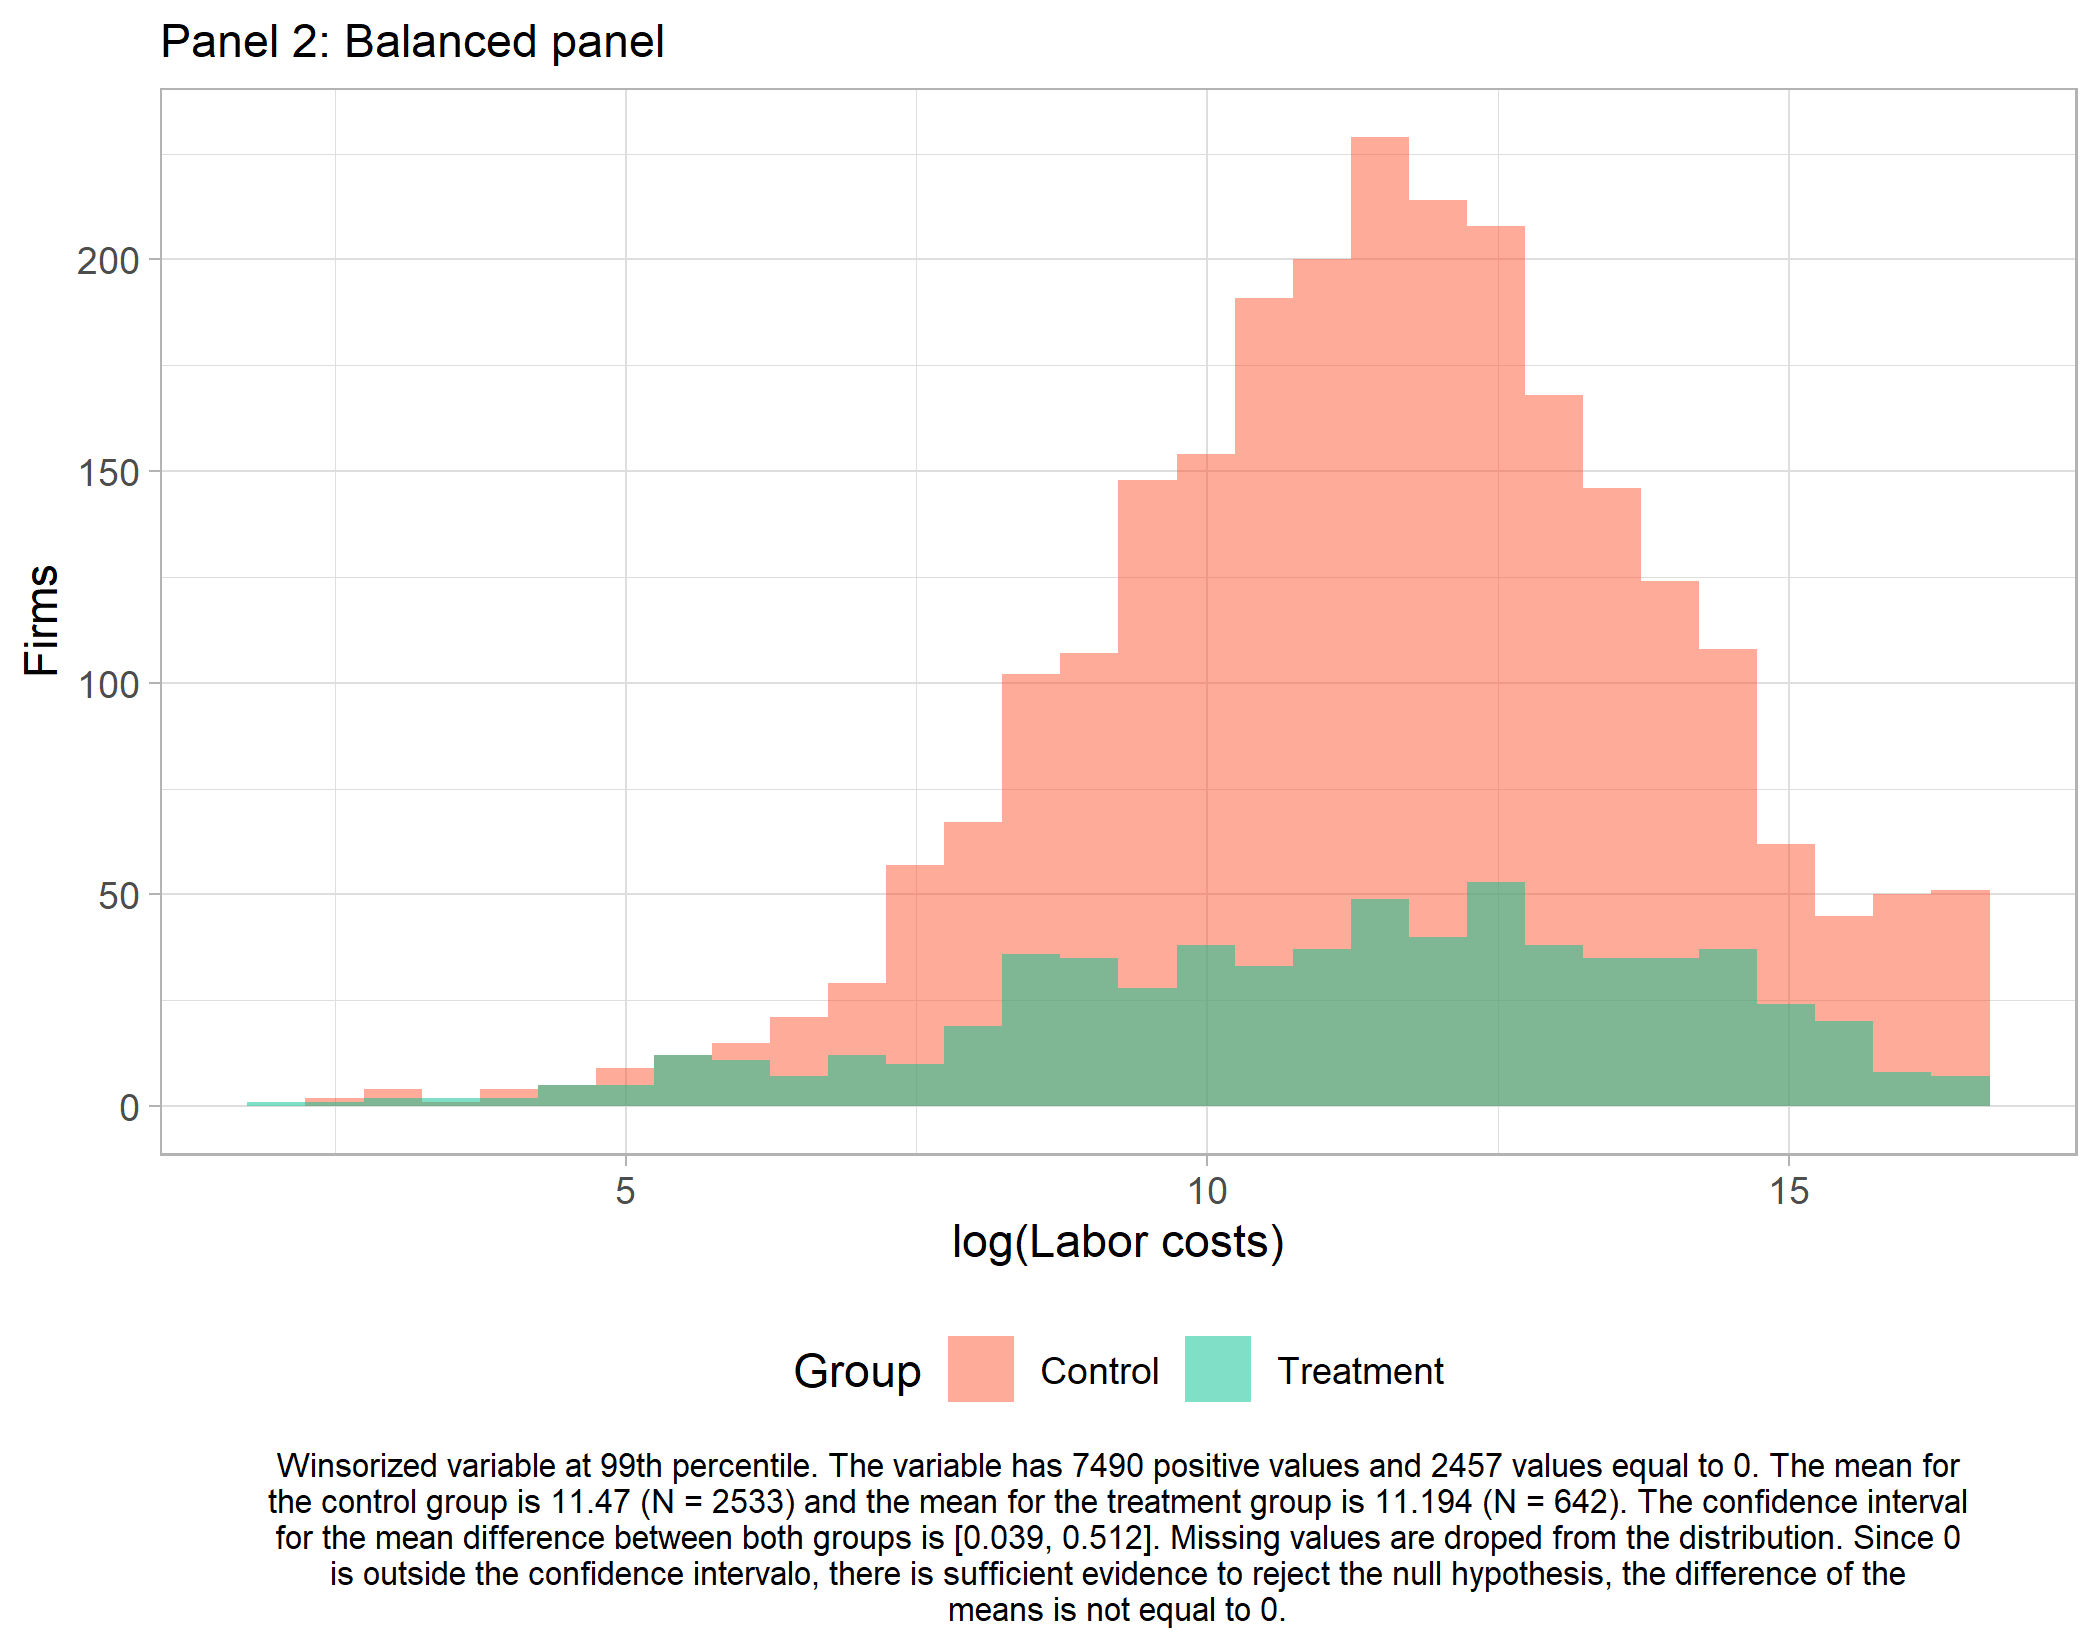 Panel 2: Balanced panel
200
150
100
50
0
Firms
5 10 15
log(Labor costs)
Group Control Treatment
Winsorized variable at 99th percentile. The variable has 7490 positive values and 2457 values equal to 0. The mean for
the control group is 11.47 (N = 2533) and the mean for the treatment group is 11.194 (N = 642). The confidence interval
for the mean difference between both groups is [0.039, 0.512]. Missing values are droped from the distribution. Since 0
is outside the confidence intervalo, there is sufficient evidence to reject the null hypothesis, the difference of the
means is not equal to 0.